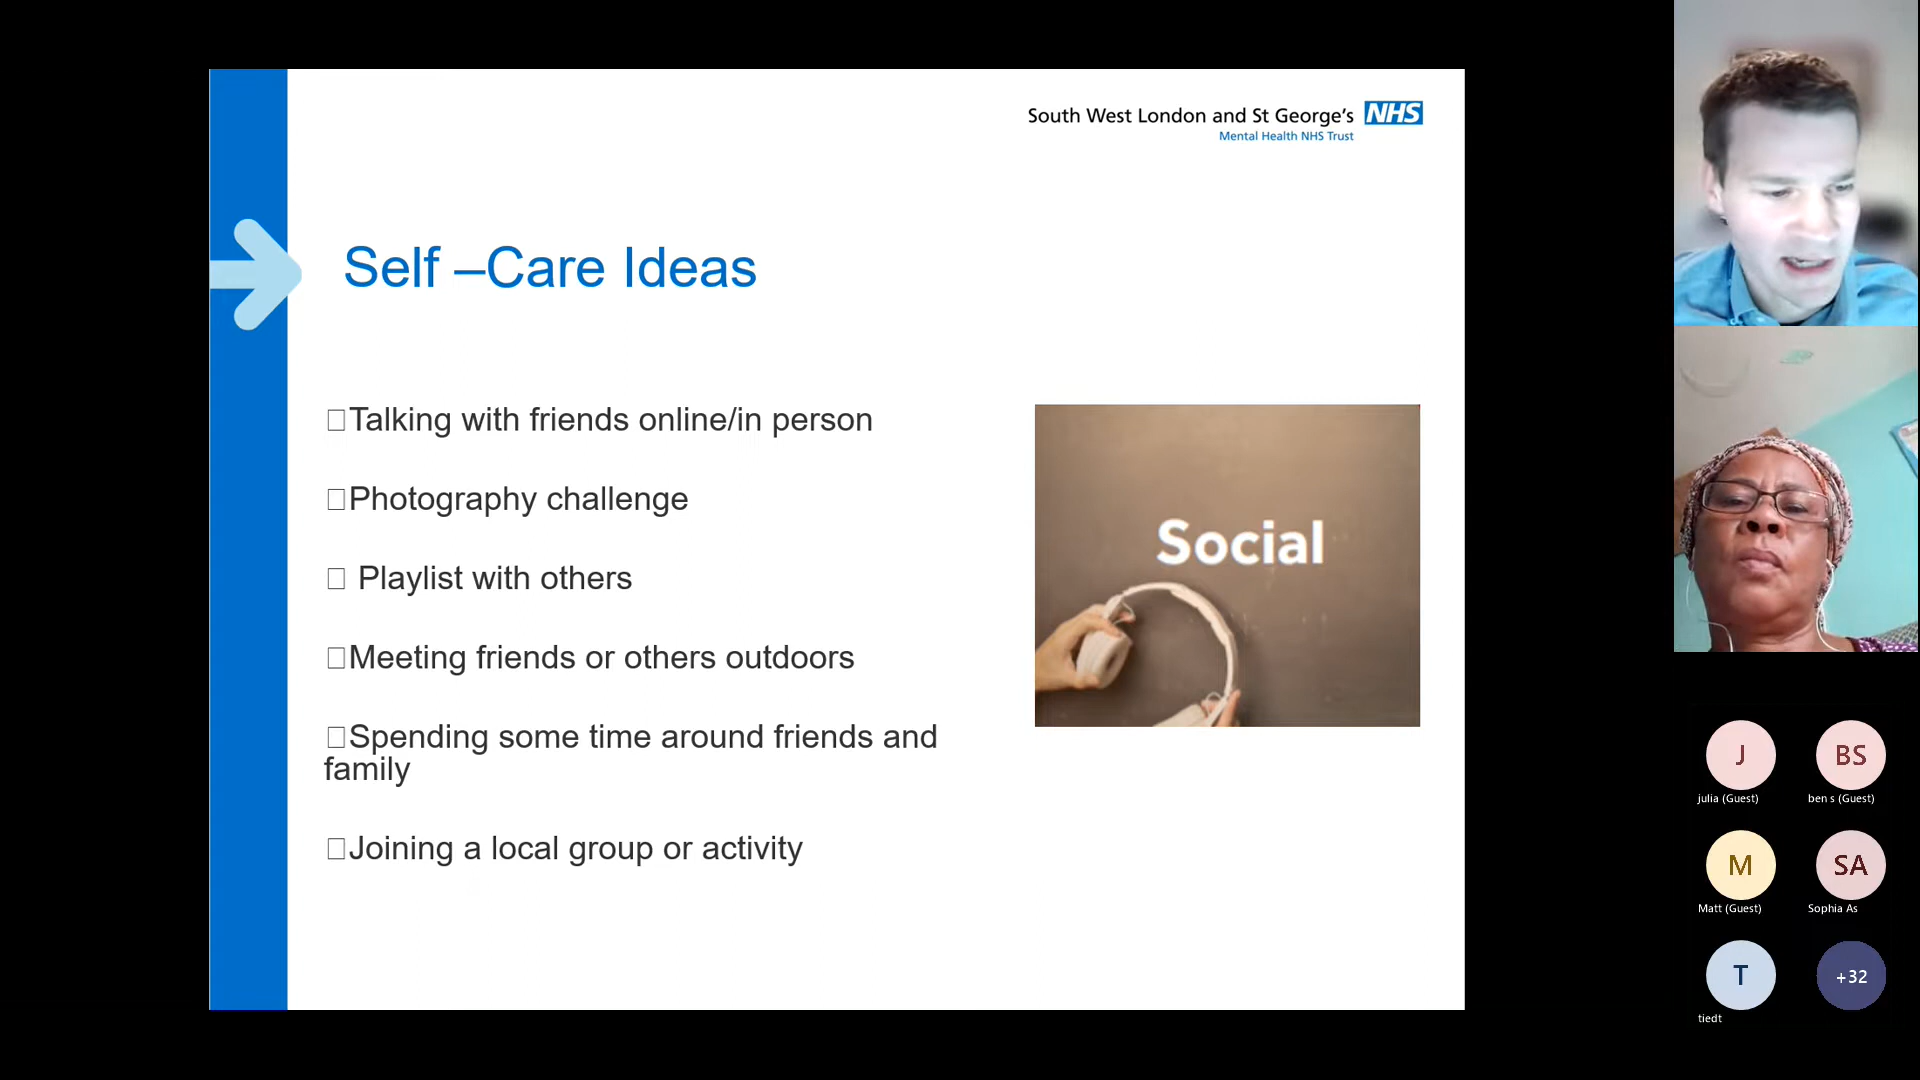 South West London and St George's NHS
Mental Health NHS Trust
Self –Care Ideas
□Talking with friends online/in person
□Photography challenge
□ Playlist with others
□Meeting friends or others outdoors
□Spending some time around friends and
family
□Joining a local group or activity
Social
J
BS
julia (Guest)
ben s (Guest)
M
SA
Matt (Guest)
Sophia As
T
+32
tiedt